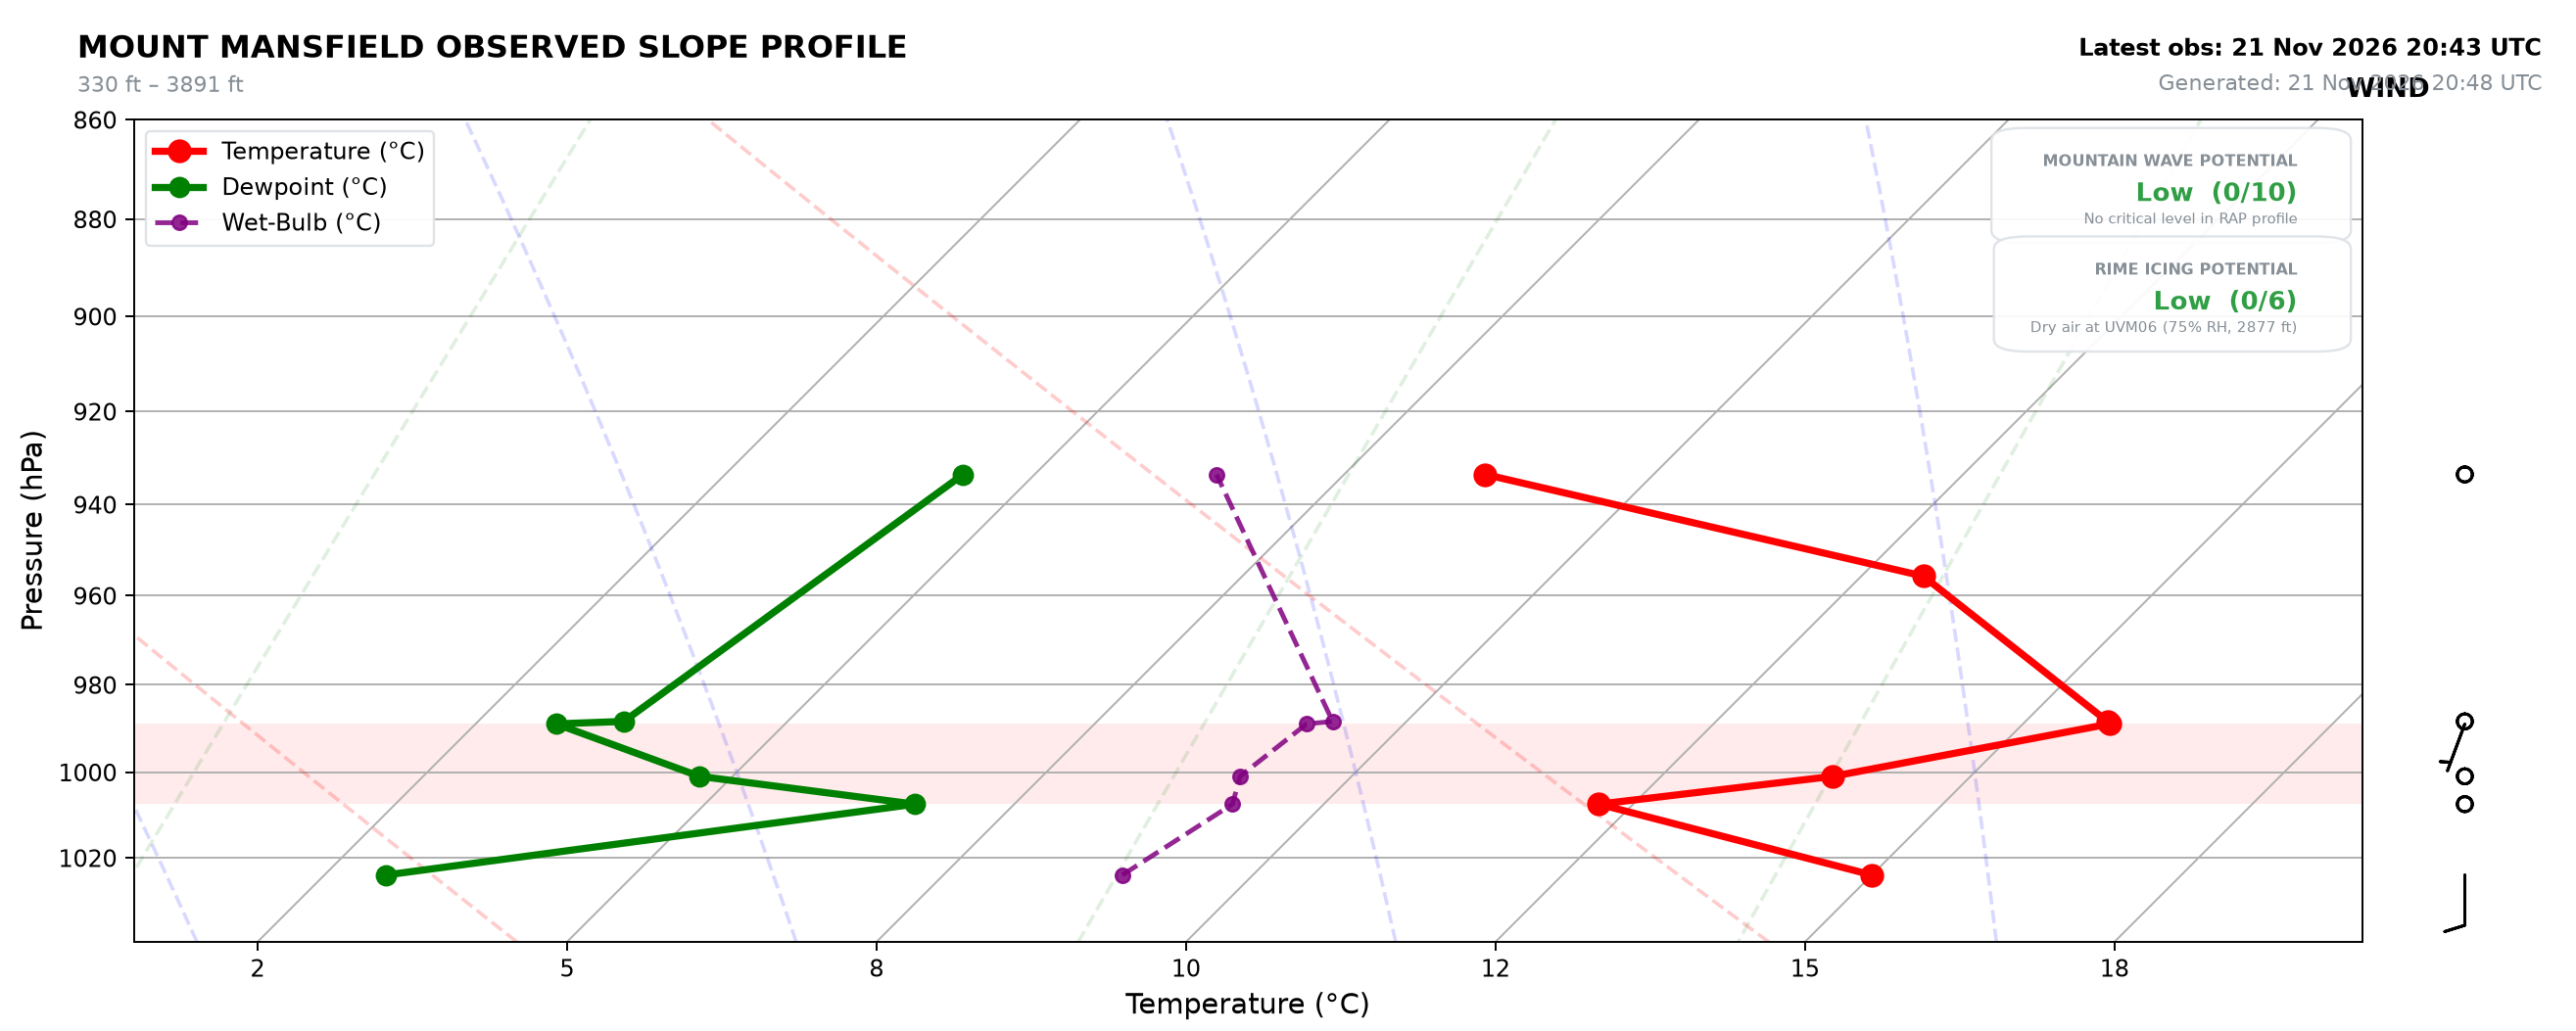 MOUNT MANSFIELD OBSERVED SLOPE PROFILE
330 ft – 3891 ft
Latest obs: 21 Nov 2026 20:43 UTC
Generated: 21 Nov 2026 20:48 UTC
WIND
Temperature (°C)
Dewpoint (°C)
Wet-Bulb (°C)
MOUNTAIN WAVE POTENTIAL
Low (0/10)
No critical level in RAP profile
RIME ICING POTENTIAL
Low (0/6)
Dry air at UVM06 (75% RH, 2877 ft)
Pressure (hPa)
860
880
900
920
940
960
980
1000
1020
2 5 8 10 12 15 18
Temperature (°C)